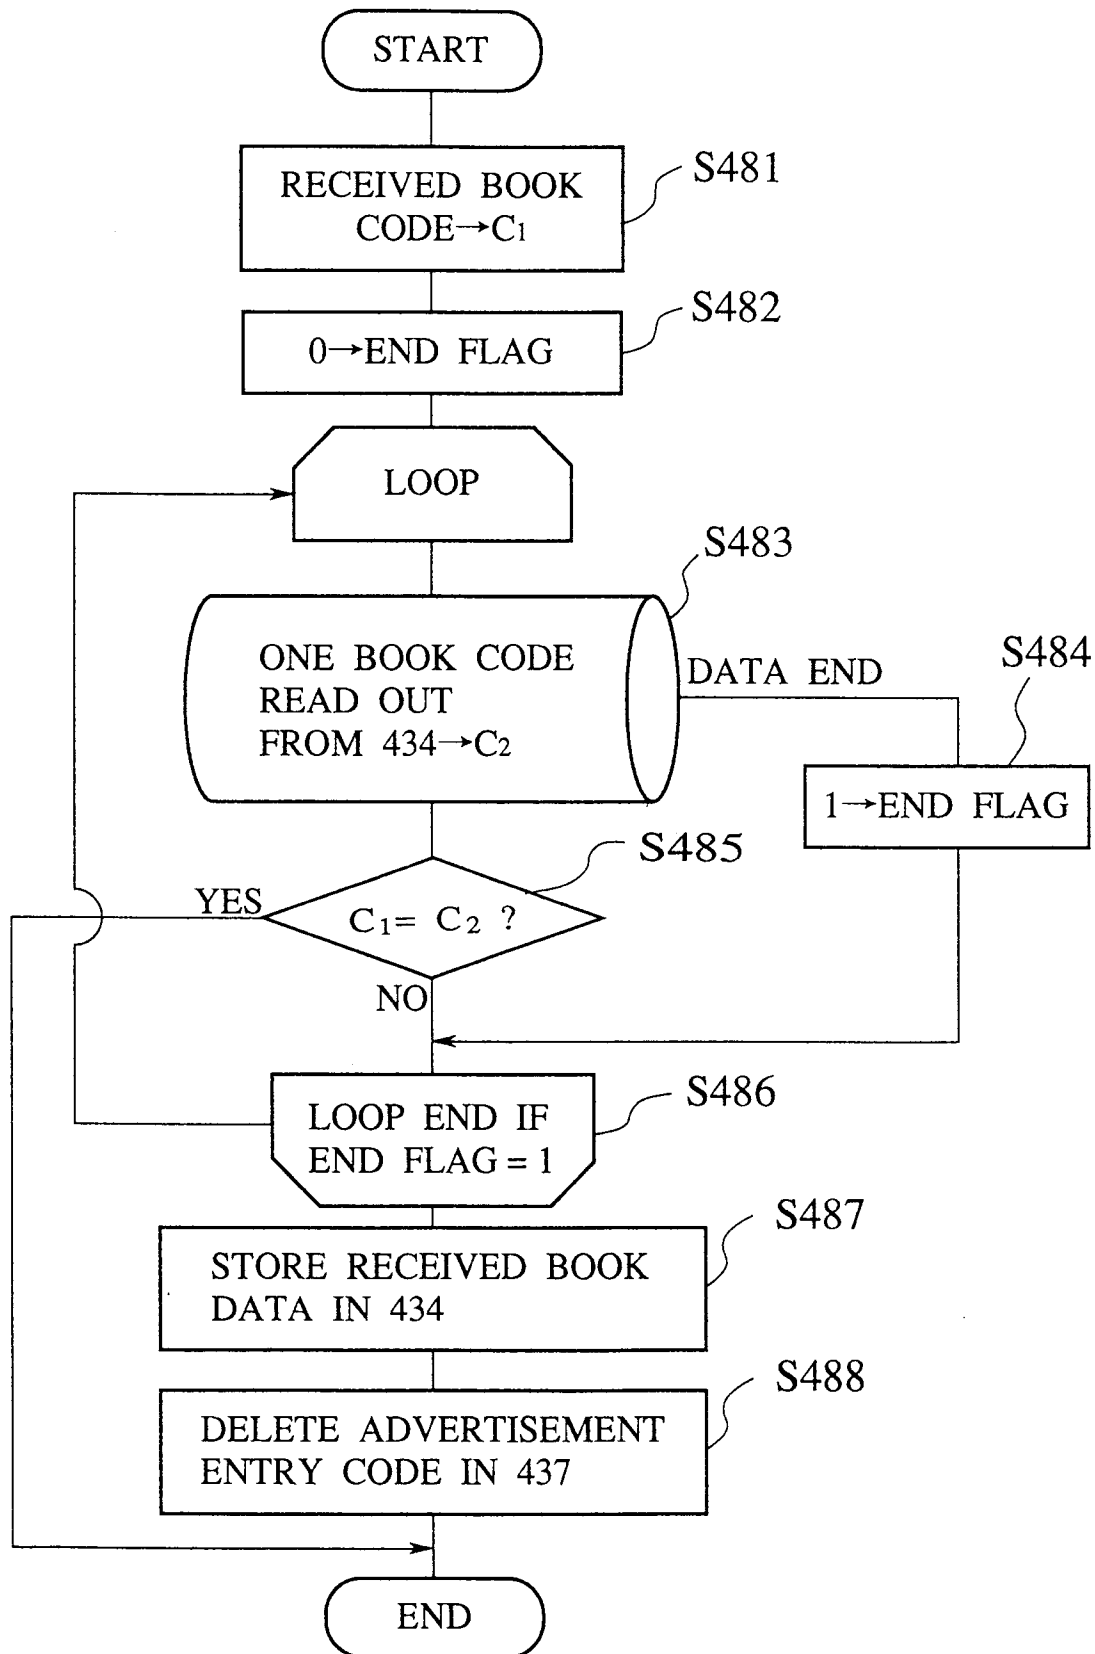 START
RECEIVED BOOK
CODE→C₁
S481
0→END FLAG
S482
LOOP
S483
ONE BOOK CODE
READ OUT
FROM 434→C₂
DATA END
S484
1→END FLAG
S485
C₁= C₂ ?
YES
NO
S486
LOOP END IF
END FLAG = 1
S487
STORE RECEIVED BOOK
DATA IN 434
S488
DELETE ADVERTISEMENT
ENTRY CODE IN 437
END